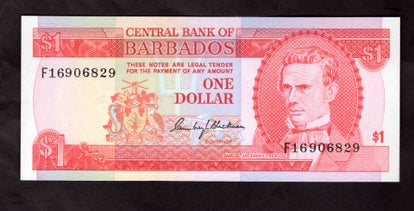 CENTRAL BANK OF
BARBADOS
$1
$1
THESE NOTES ARE LEGAL TENDER
FOR THE PAYMENT OF ANY AMOUNT
F16906829
ONE
DOLLAR
GOVERNOR
F16906829
$1
$1